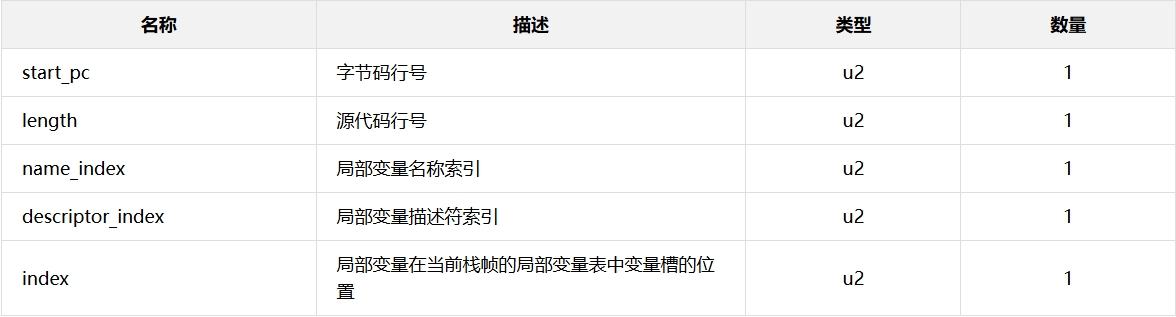 名称 描述 类型 数量
start_pc 字节码行号 u2 1
length 源代码行号 u2 1
name_index 局部变量名称索引 u2 1
descriptor_index 局部变量描述符索引 u2 1
index 局部变量在当前栈帧的局部变量表中变量槽的位 u2 1
置